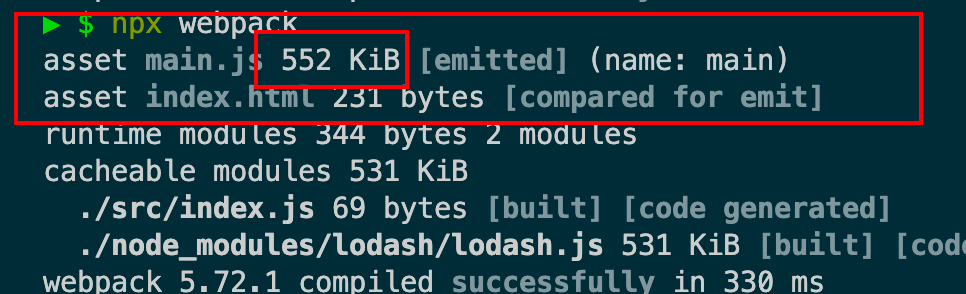 ▶ $ npx webpack
asset main.js 552 KiB [emitted] (name: main)
asset index.html 231 bytes [compared for emit]
runtime modules 344 bytes 2 modules
cacheable modules 531 KiB
./src/index.js 69 bytes [built] [code generated]
./node_modules/lodash/lodash.js 531 KiB [built] [cod
webpack 5.72.1 compiled successfully in 330 ms